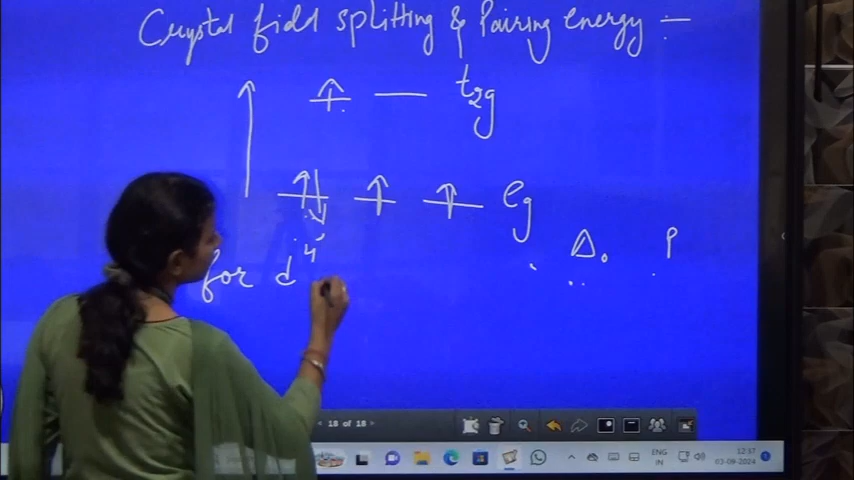 Crystal field splitting & Pairing energy :-
↑ — t2g
↑↓ ↑ ↑ eg
Δo P
for d4
< 18 of 18 >
ENG
IN
12:37
03-09-2024